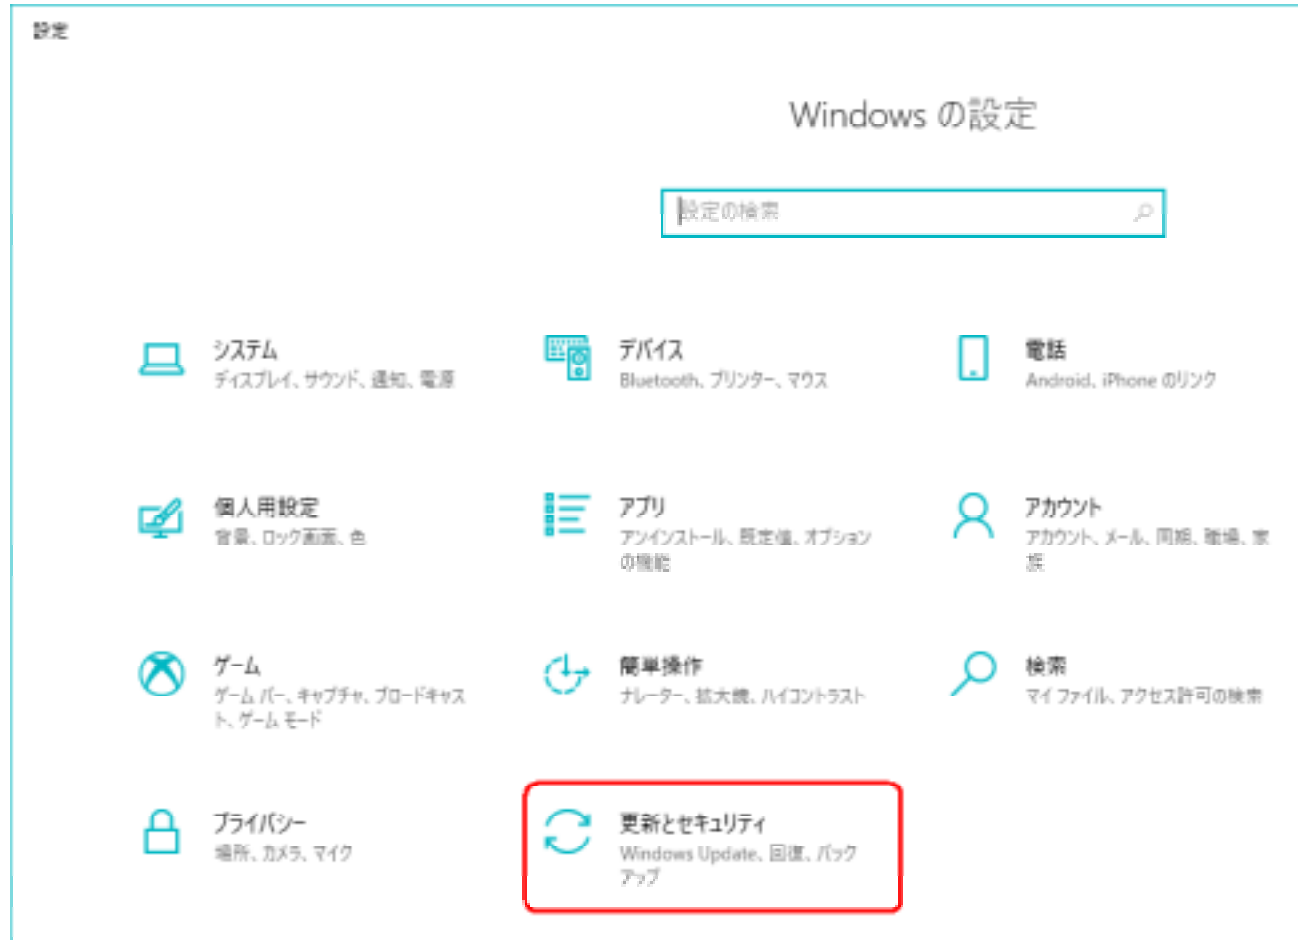 設定
Windows の設定
設定の検索
システム
ディスプレイ、サウンド、通知、電源
デバイス
Bluetooth、プリンター、マウス
電話
Android、iPhone のリンク
個人用設定
背景、ロック画面、色
アプリ
アンインストール、既定値、オプション
の機能
アカウント
アカウント、メール、同期、職場、家
族
ゲーム
ゲーム バー、キャプチャ、ブロードキャス
ト、ゲーム モード
簡単操作
ナレーター、拡大鏡、ハイコントラスト
検索
マイ ファイル、アクセス許可の検索
プライバシー
場所、カメラ、マイク
更新とセキュリティ
Windows Update、回復、バック
アップ